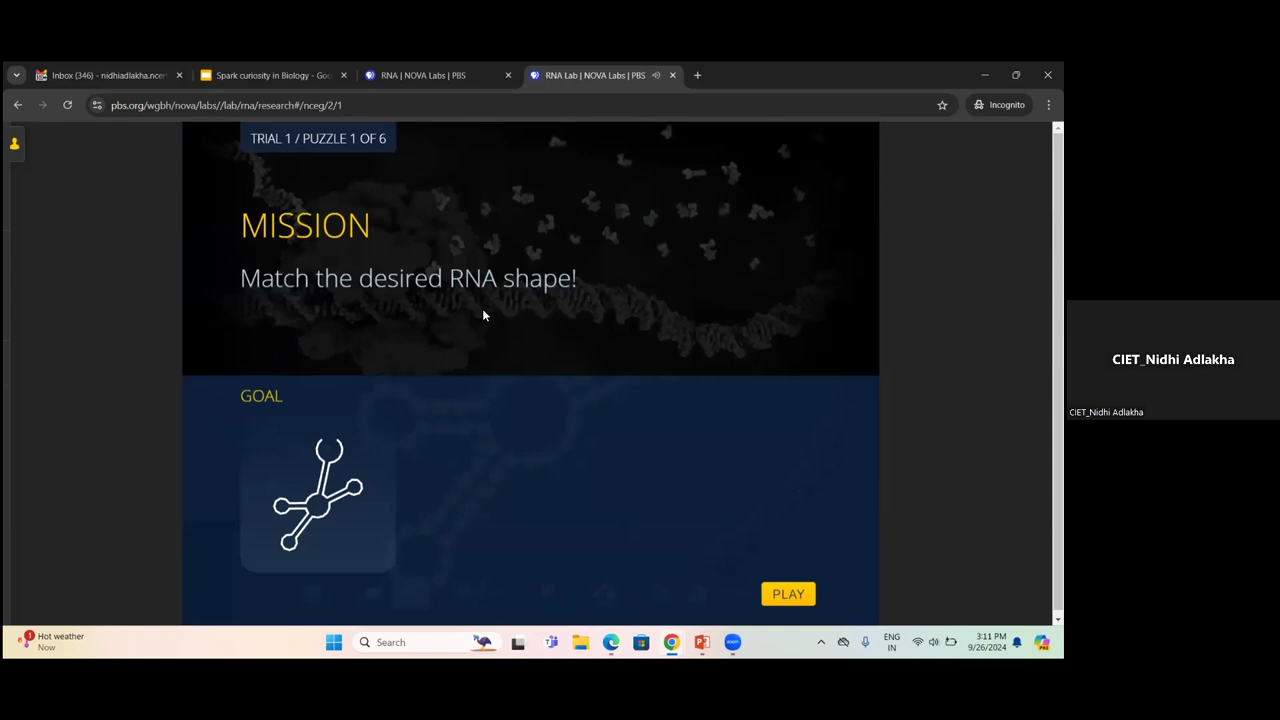 Inbox (346) - nidhiadlakha.ncer
Spark curiosity in Biology - Goo
RNA | NOVA Labs | PBS
RNA Lab | NOVA Labs | PBS
pbs.org/wgbh/nova/labs//lab/rna/research#/nceg/2/1
Incognito
TRIAL 1 / PUZZLE 1 OF 6
MISSION
Match the desired RNA shape!
CIET_Nidhi Adlakha
CIET_Nidhi Adlakha
GOAL
PLAY
1
Hot weather
Now
Search
ENG
IN
3:11 PM
9/26/2024